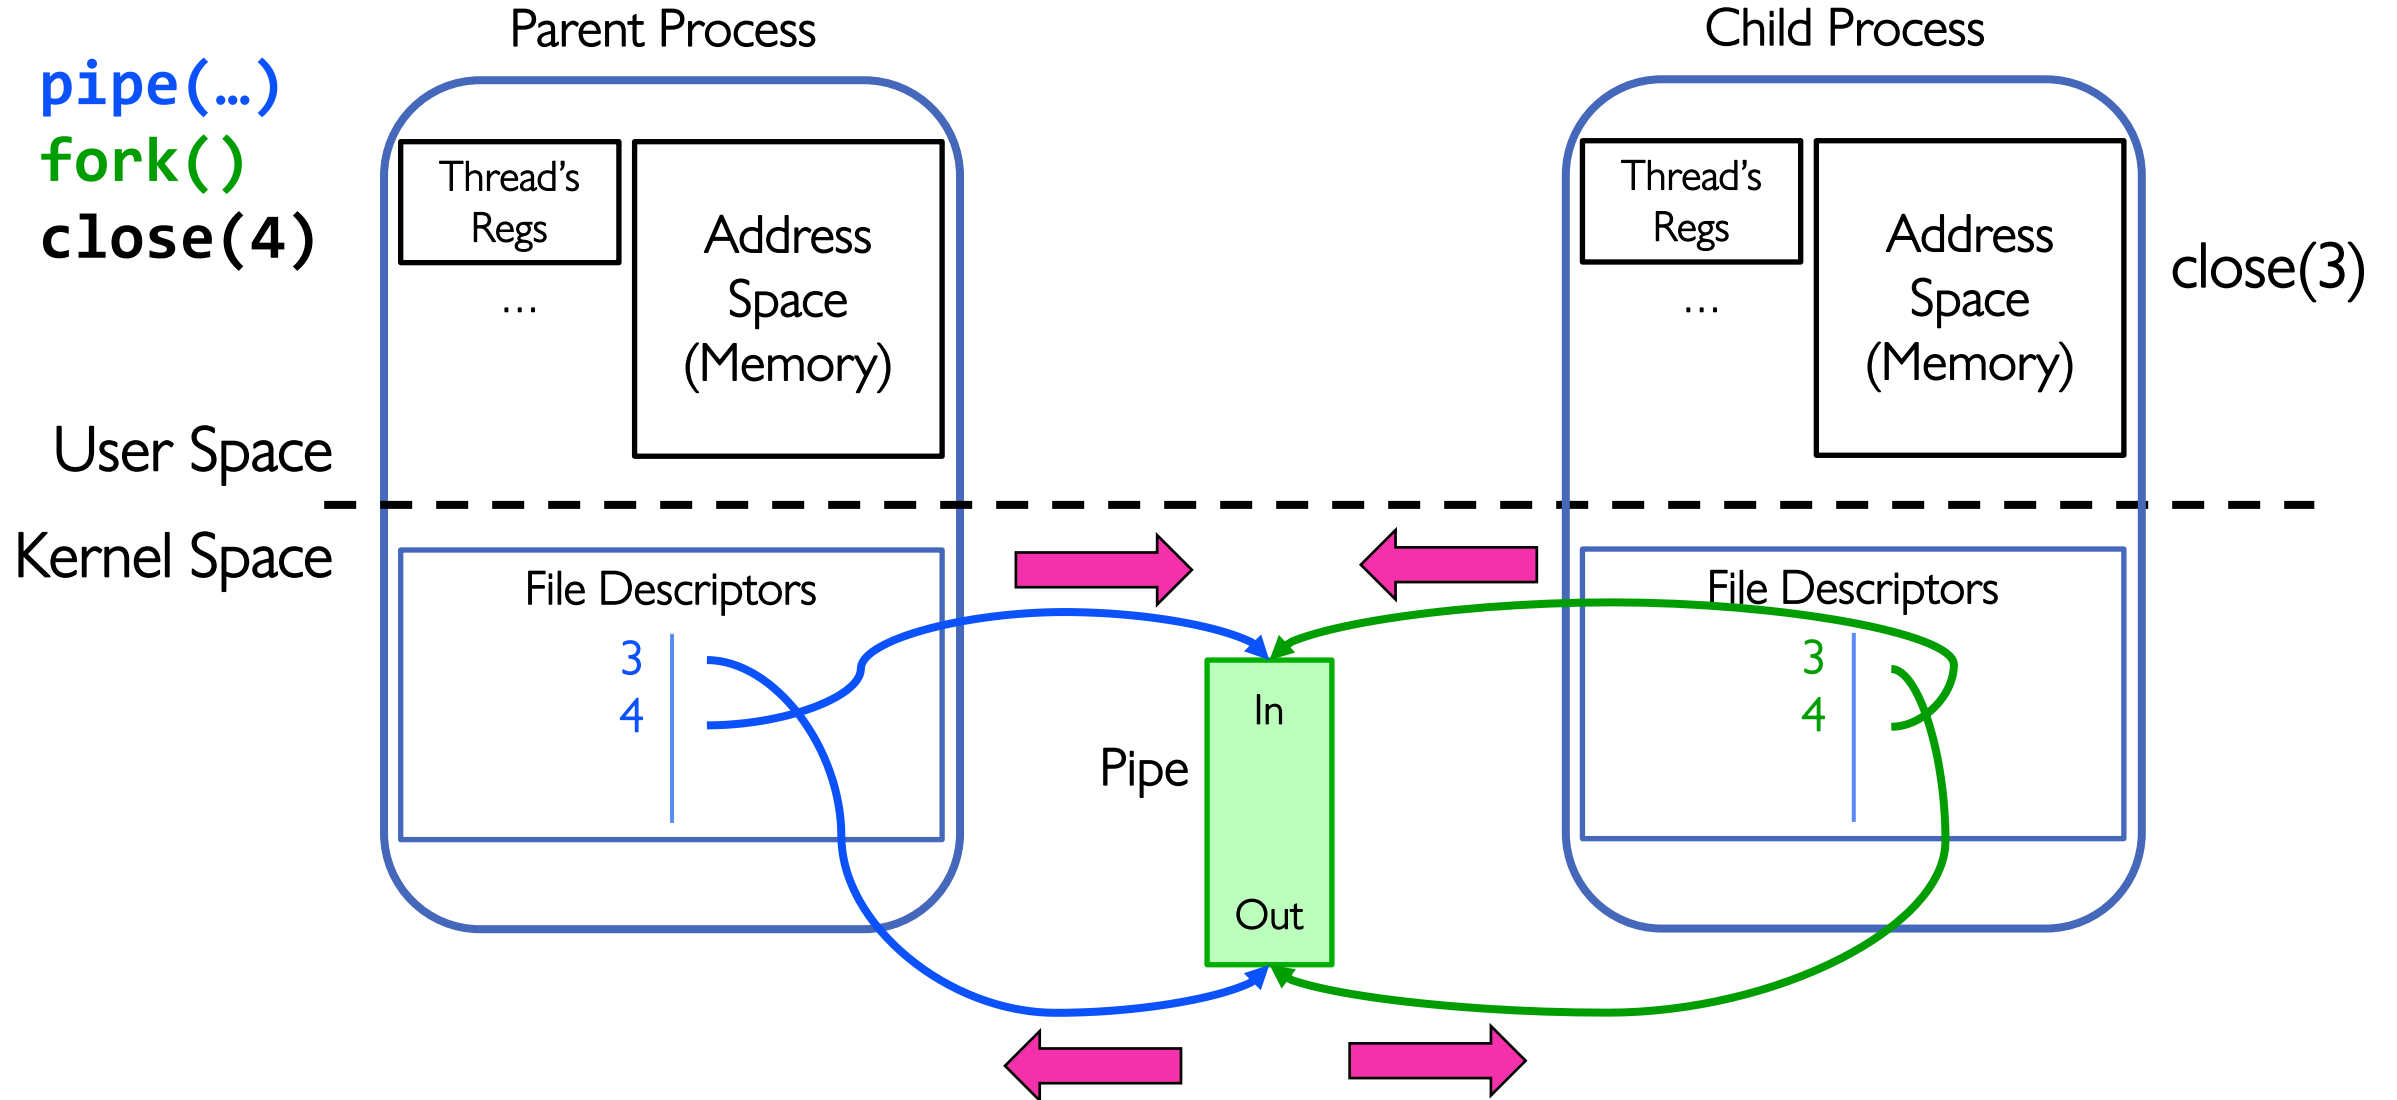 Parent Process
Child Process
pipe(…)
fork()
close(4)
Thread’s
Regs
…
Address
Space
(Memory)
Thread’s
Regs
…
Address
Space
(Memory)
close(3)
User Space
Kernel Space
File Descriptors
3
4
In
Pipe
Out
File Descriptors
3
4